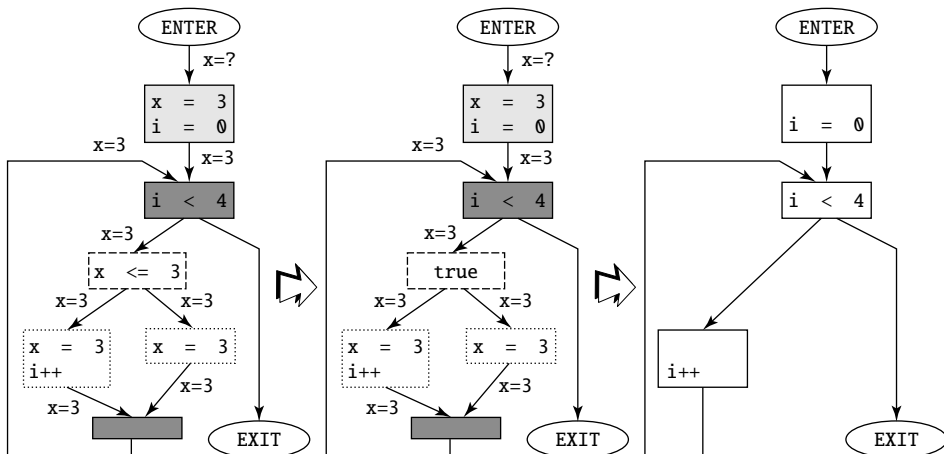 ENTER
x=?
x = 3
i = 0
x=3
x=3
i < 4
x=3
x <= 3
x=3
x=3
x = 3
i++
x = 3
x=3
x=3
EXIT
ENTER
x=?
x = 3
i = 0
x=3
x=3
i < 4
x=3
true
x=3
x=3
x = 3
i++
x = 3
x=3
x=3
EXIT
ENTER
i = 0
i < 4
i++
EXIT